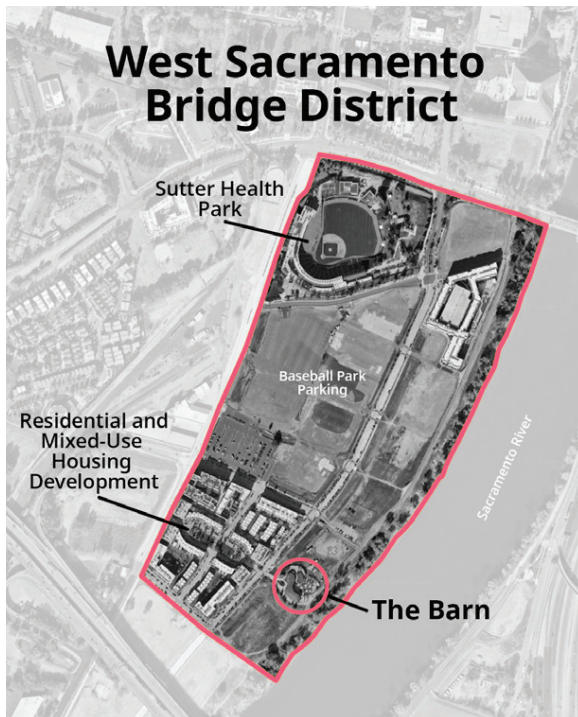 West Sacramento
Bridge District
Sutter Health
Park
Baseball Park
Parking
Residential and
Mixed-Use
Housing
Development
Sacramento River
The Barn